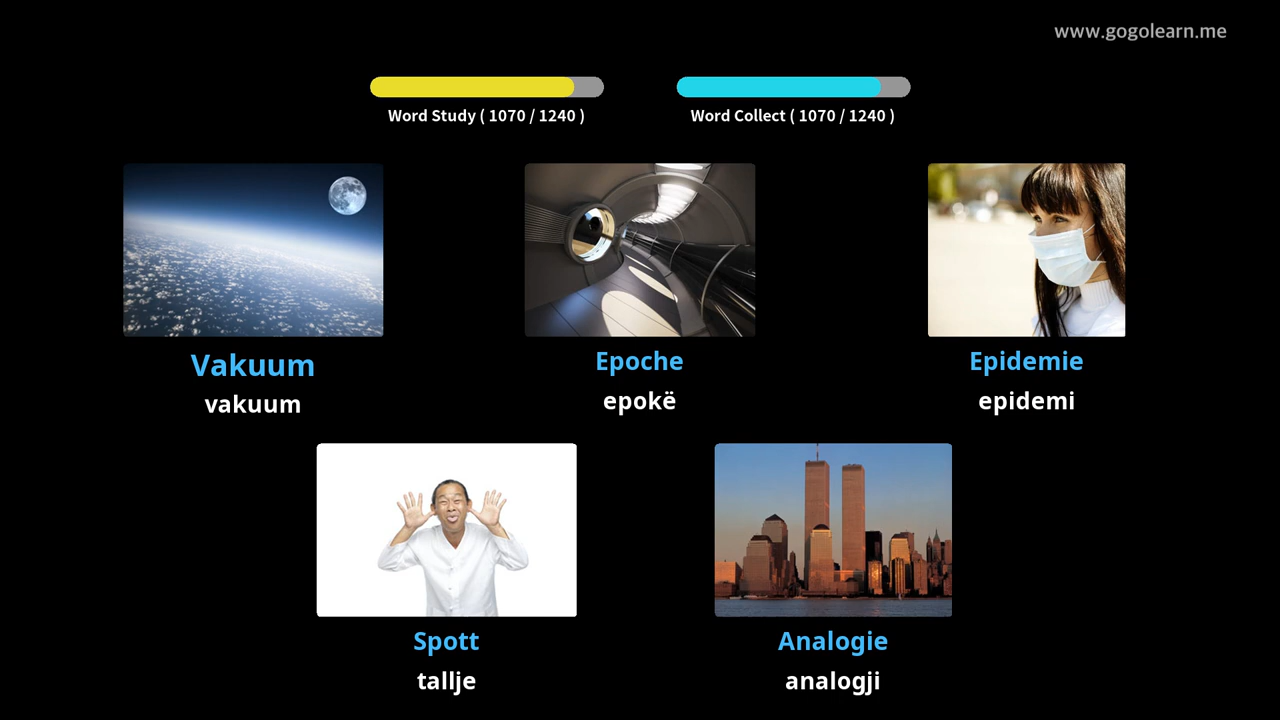 www.gogolearn.me
Word Study ( 1070 / 1240 )
Word Collect ( 1070 / 1240 )
Vakuum
vakuum
Epoche
epokë
Epidemie
epidemi
Spott
tallje
Analogie
analogji